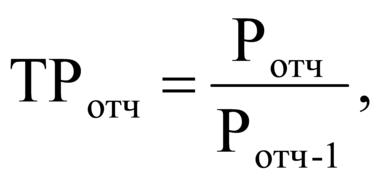 ТР отч = Р отч / Р отч-1 ,